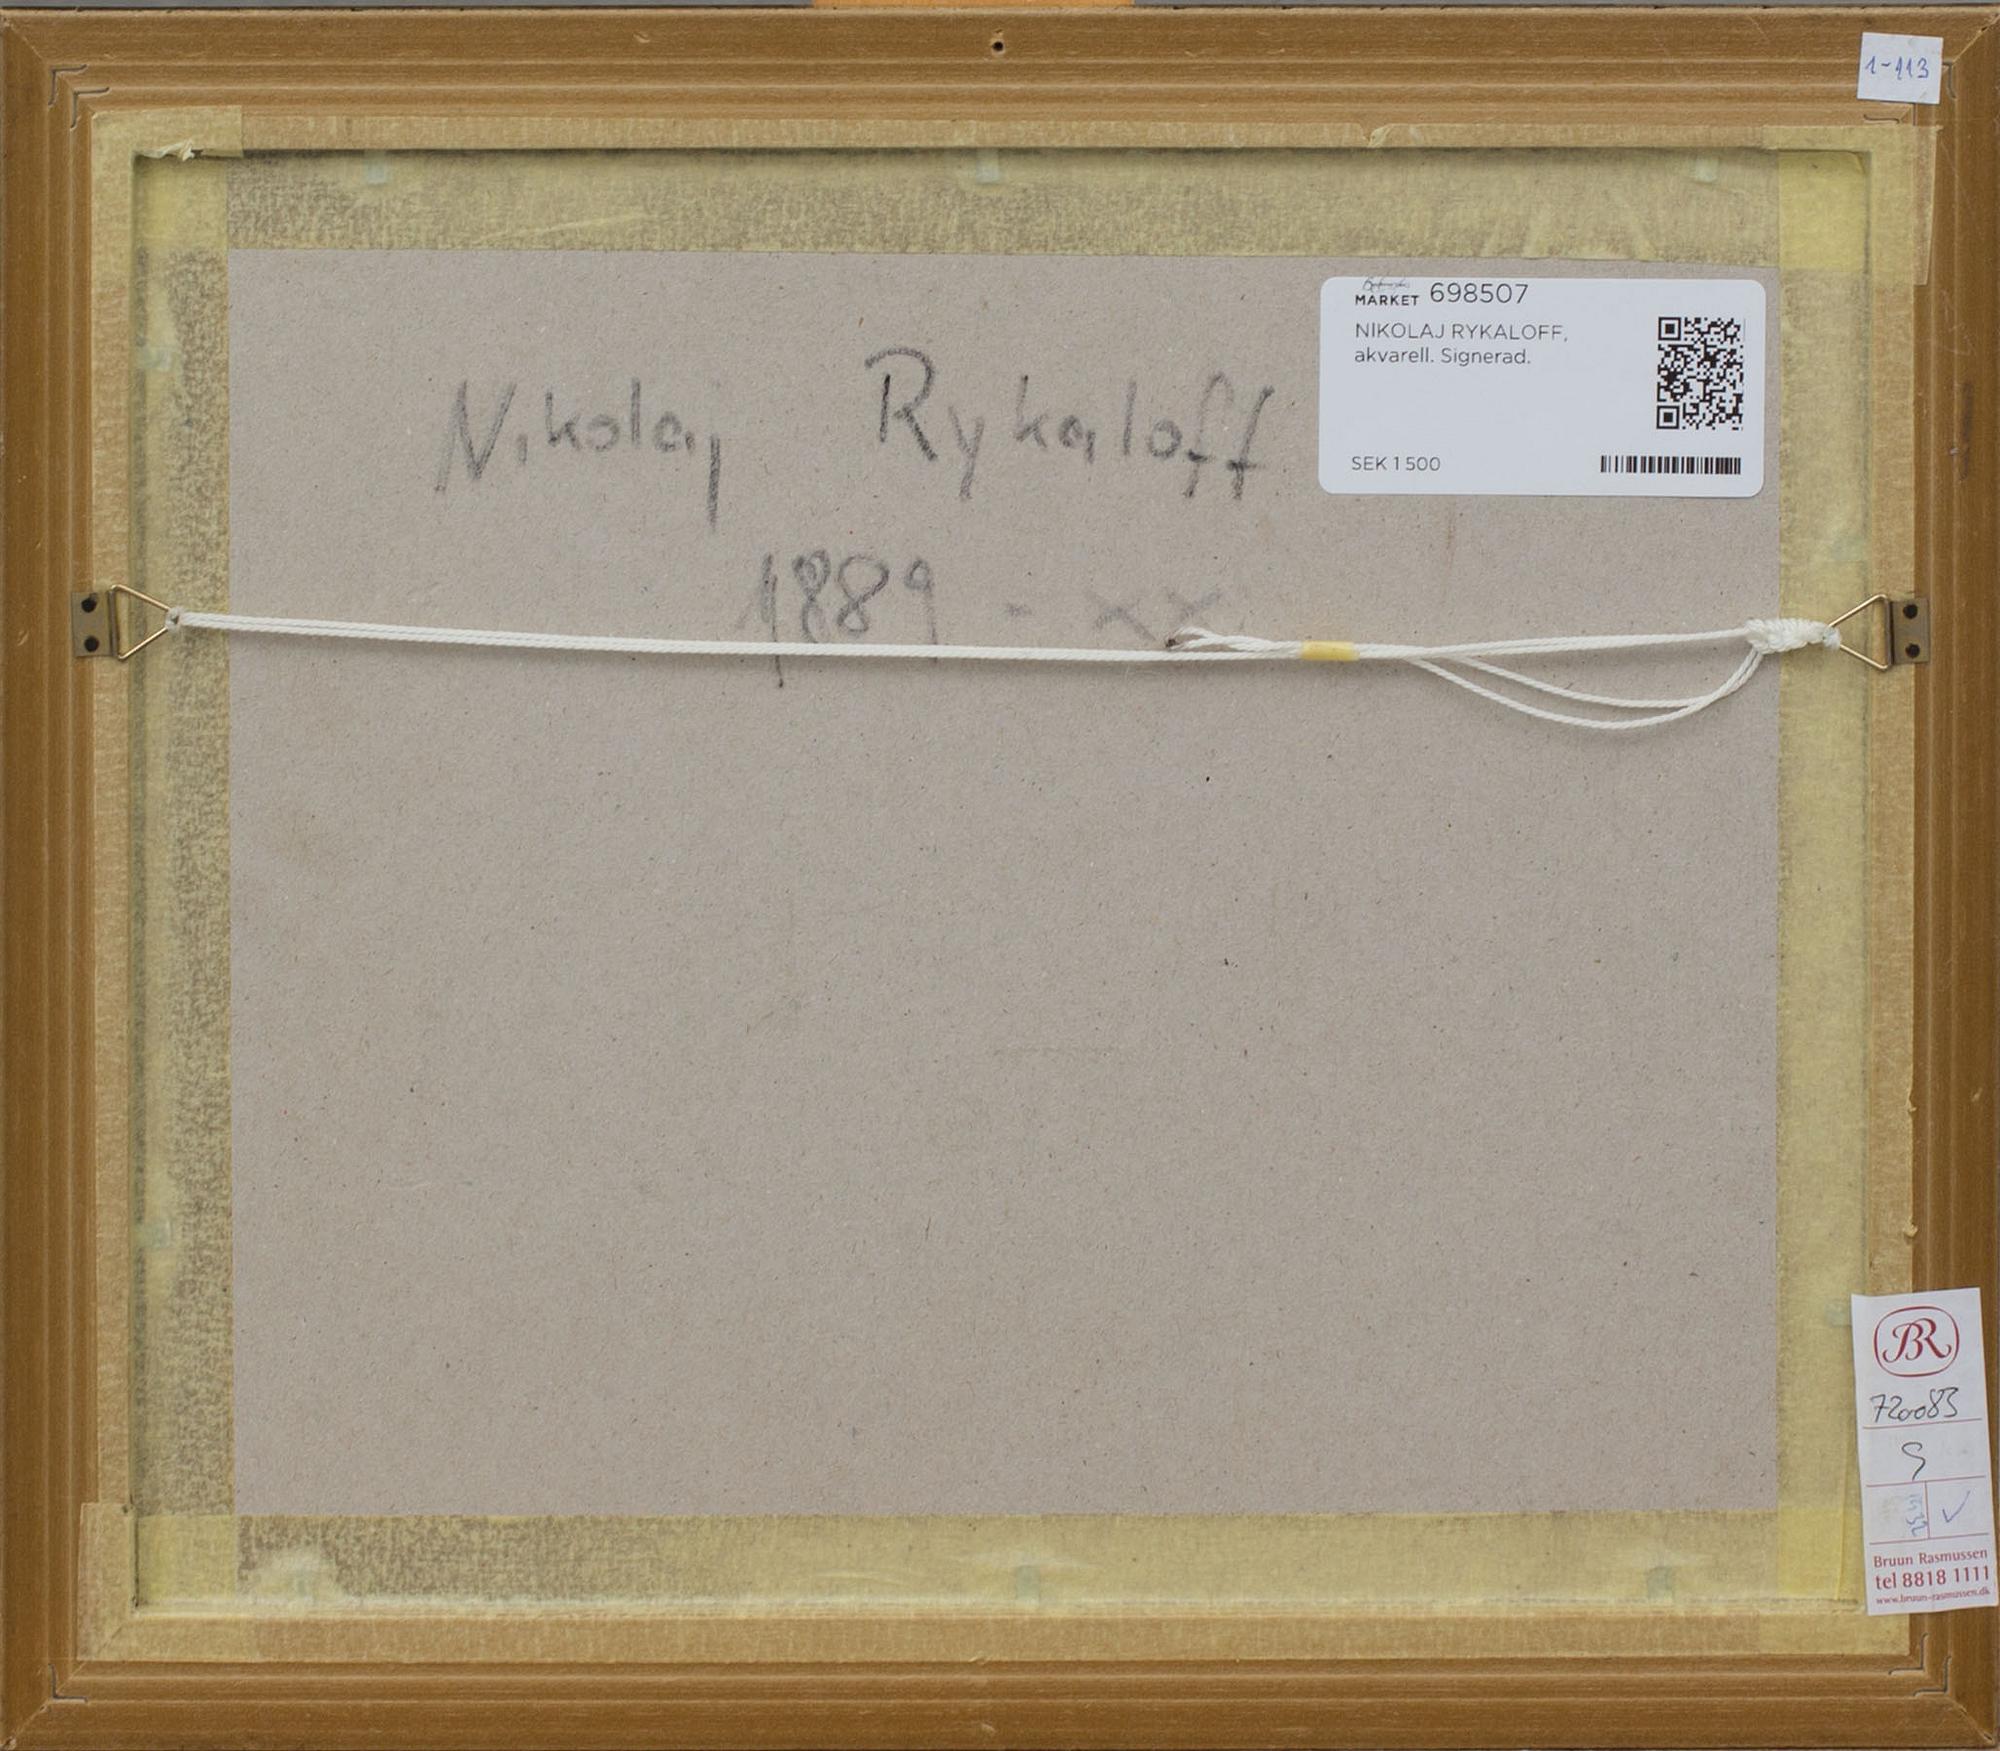 1-113
MARKET 698507
NIKOLAJ RYKALOFF,
akvarell. Signerad.
SEK 1 500
Nikolaj Rykaloff
1889 - xx
BR
720083
Bruun Rasmussen
tel 8818 1111
www.bruun-rasmussen.dk